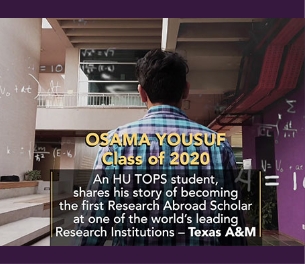 OSAMA YOUSUF
Class of 2020
An HU TOPS student,
shares his story of becoming
the first Research Abroad Scholar
at one of the world's leading
Research Institutions – Texas A&M